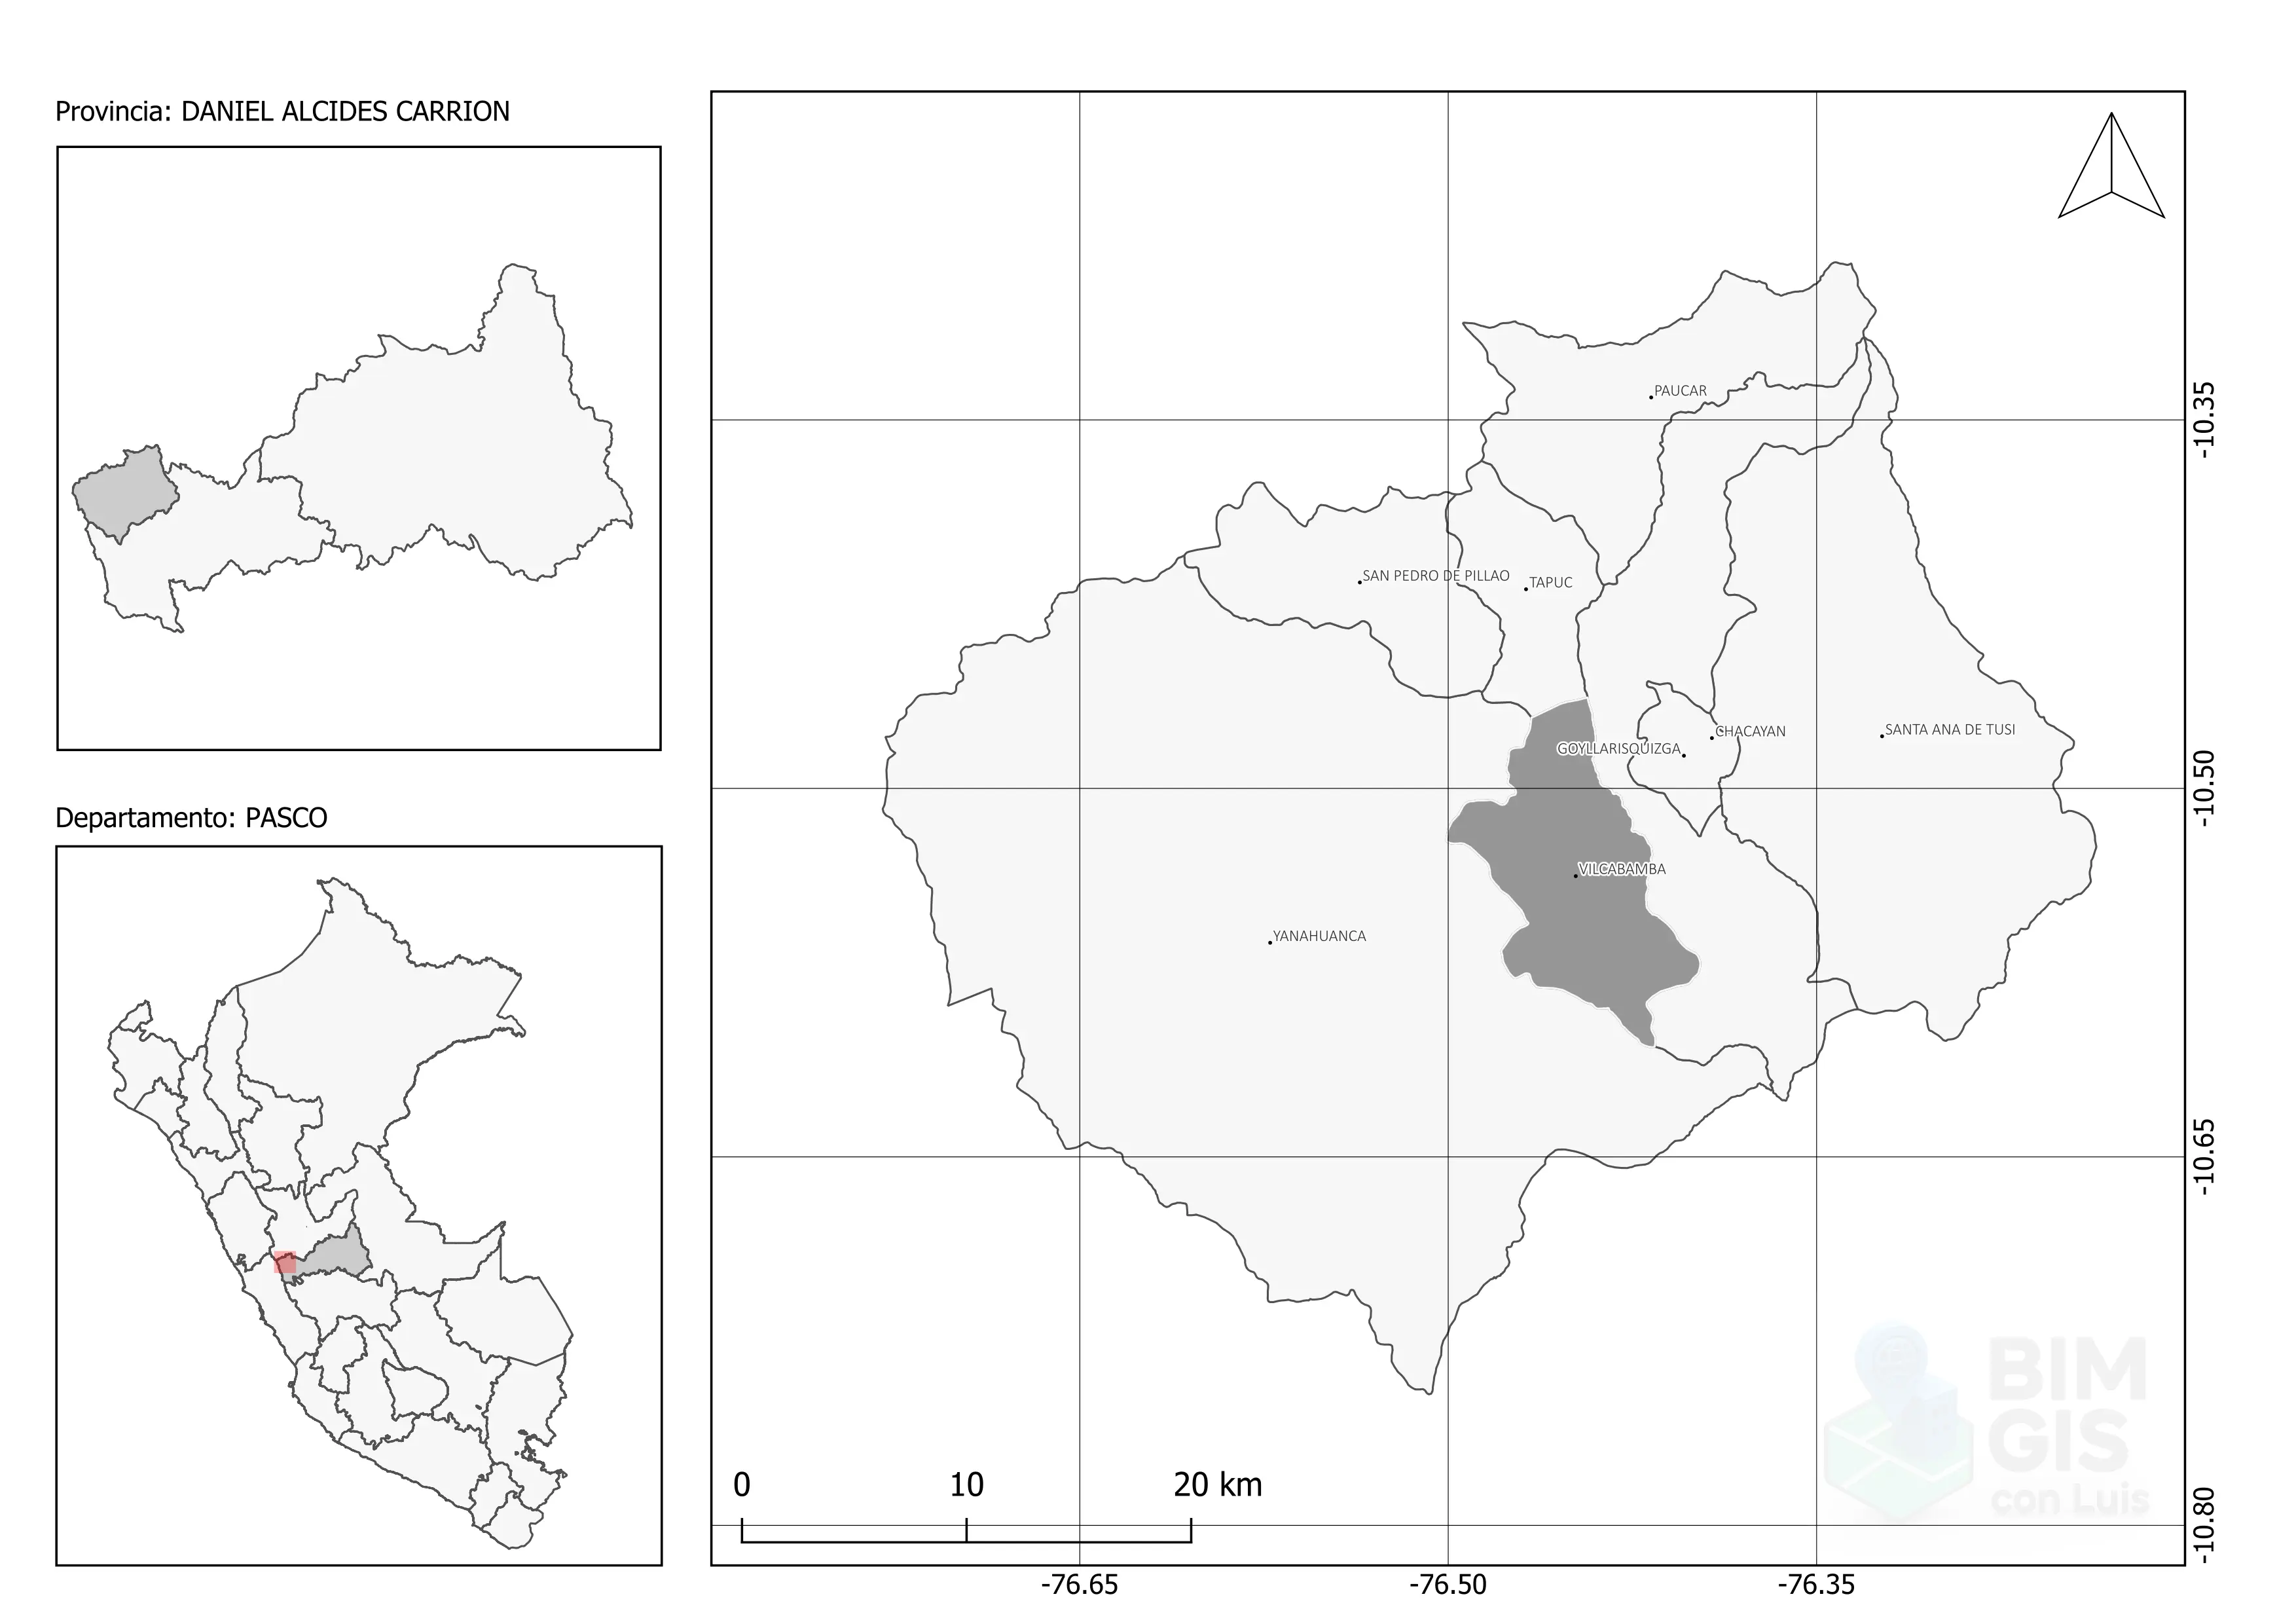 Provincia: DANIEL ALCIDES CARRION
Departamento: PASCO
PAUCAR
SAN PEDRO DE PILLAO
TAPUC
CHACAYAN
GOYLLARISQUIZGA
SANTA ANA DE TUSI
VILCABAMBA
YANAHUANCA
-10.35
-10.50
-10.65
-10.80
0 10 20 km
-76.65 -76.50 -76.35
BIM
GIS
con Luis